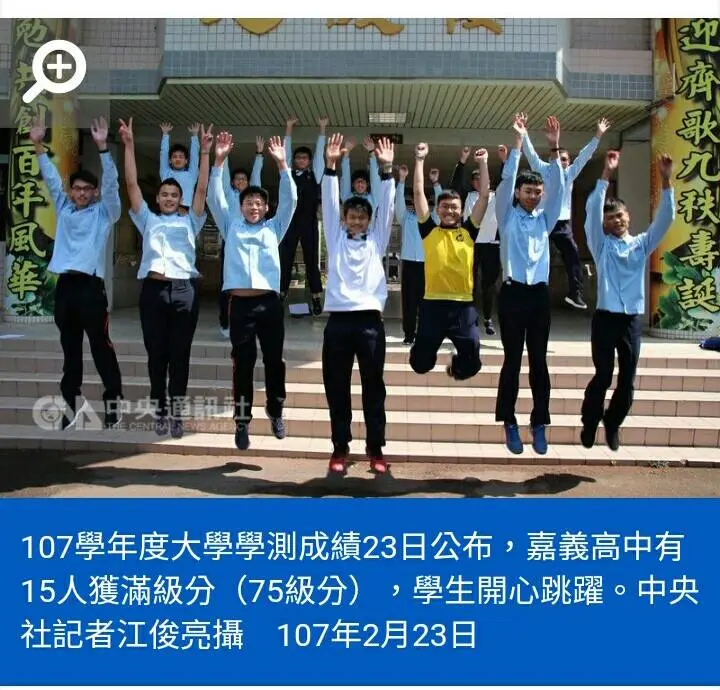 勉共創百年風華
迎齊歌九秩壽誕
中央通訊社
THE CENTRAL NEWS AGENCY
107學年度大學學測成績23日公布，嘉義高中有
15人獲滿級分（75級分），學生開心跳躍。中央
社記者江俊亮攝　107年2月23日